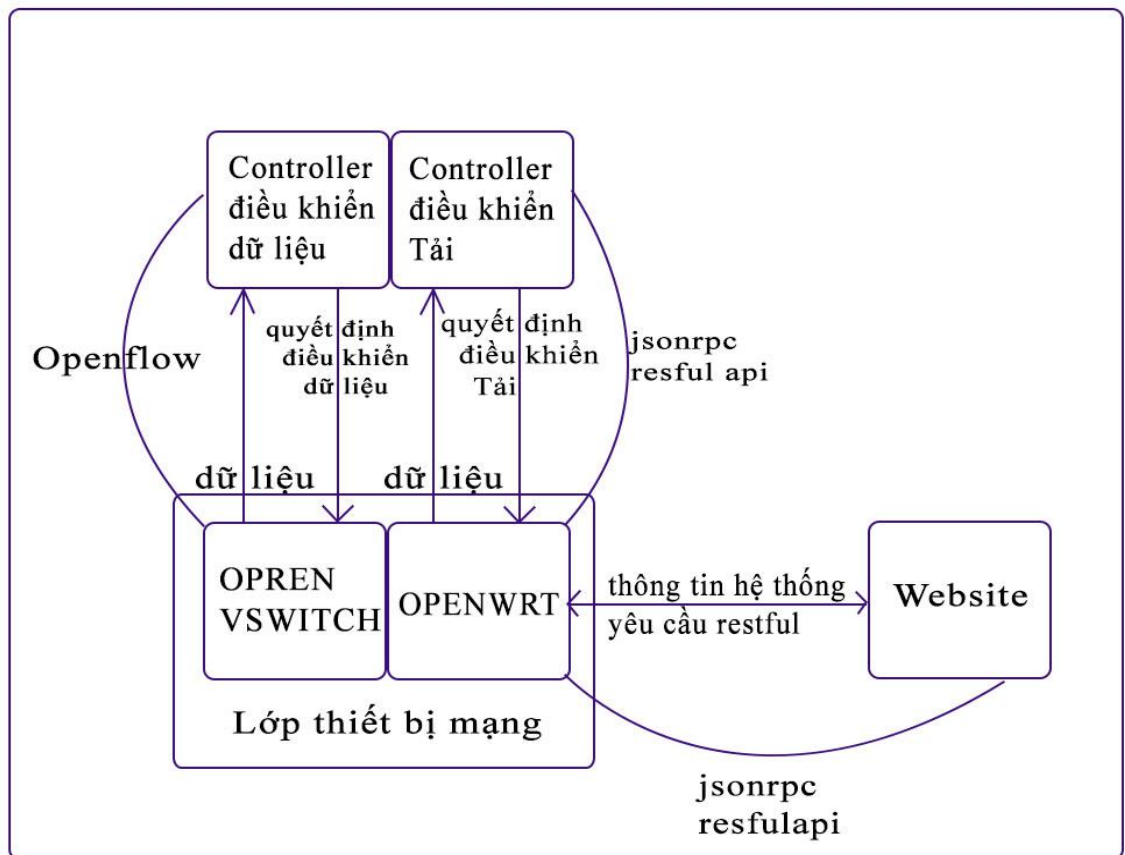 Controller
điều khiển
dữ liệu
Controller
điều khiển
Tải
Openflow
quyết định
điều khiển
dữ liệu
quyết định
điều khiển
Tải
jsonrpc
resful api
dữ liệu
dữ liệu
OPREN
VSWITCH
OPENWRT
thông tin hệ thống
yêu cầu restful
Website
Lớp thiết bị mạng
jsonrpc
resfulapi